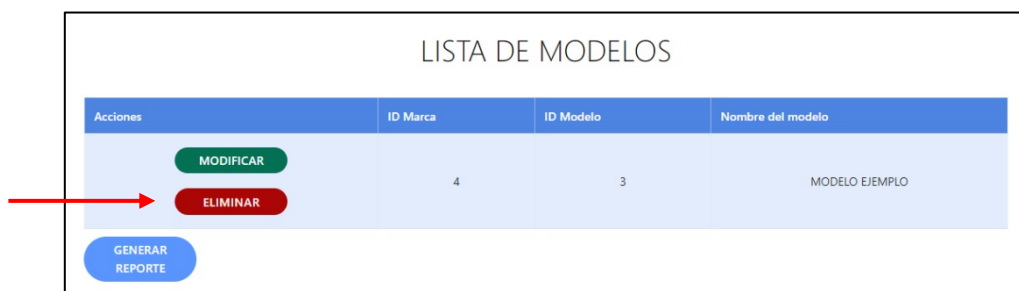 LISTA DE MODELOS
Acciones ID Marca ID Modelo Nombre del modelo
MODIFICAR
4 3 MODELO EJEMPLO
ELIMINAR
GENERAR
REPORTE